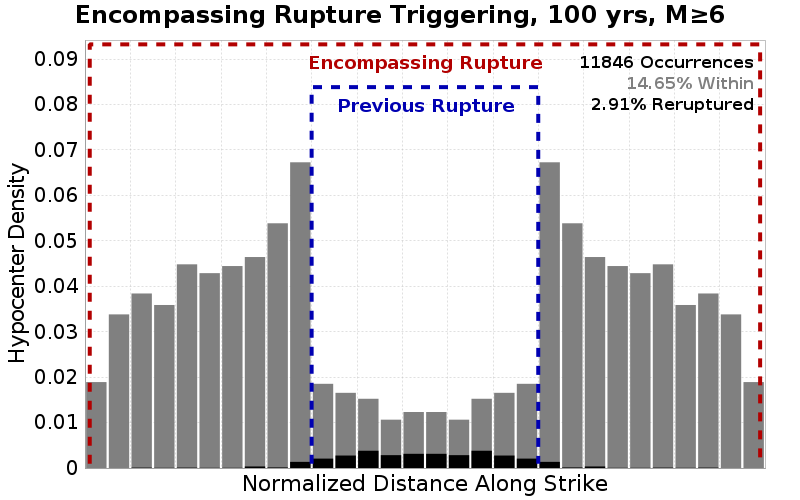 Encompassing Rupture Triggering, 100 yrs, M≥6
Encompassing Rupture
11846 Occurrences
14.65% Within
2.91% Reruptured
Previous Rupture
Hypocenter Density
0.09
0.08
0.07
0.06
0.05
0.04
0.03
0.02
0.01
0
Normalized Distance Along Strike